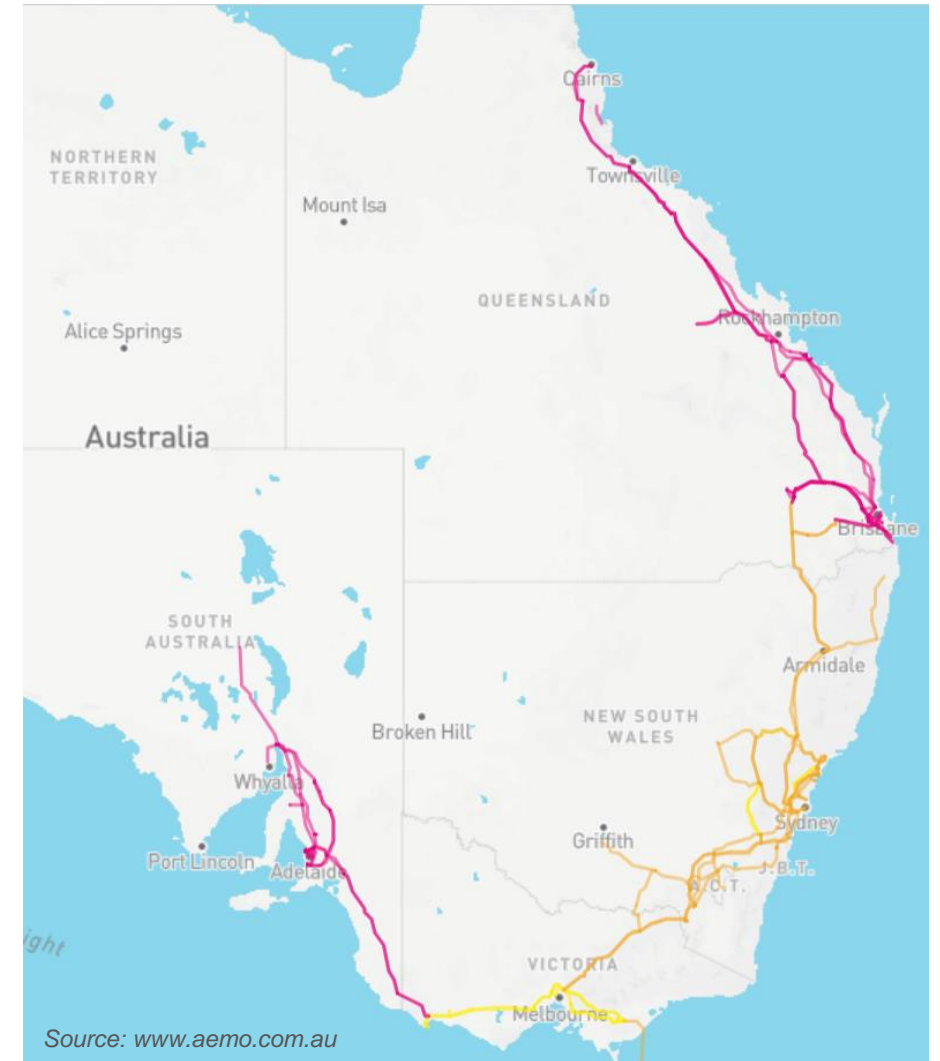 Cairns
NORTHERN
TERRITORY
Townsville
Mount Isa
QUEENSLAND
Rockhampton
Alice Springs
Australia
Brisbane
SOUTH
AUSTRALIA
Armidale
NEW SOUTH
WALES
Broken Hill
Whyalla
Sydney
Griffith
Port Lincoln
Adelaide
J.B.T.
A.C.T.
ight
VICTORIA
Melbourne
Source: www.aemo.com.au